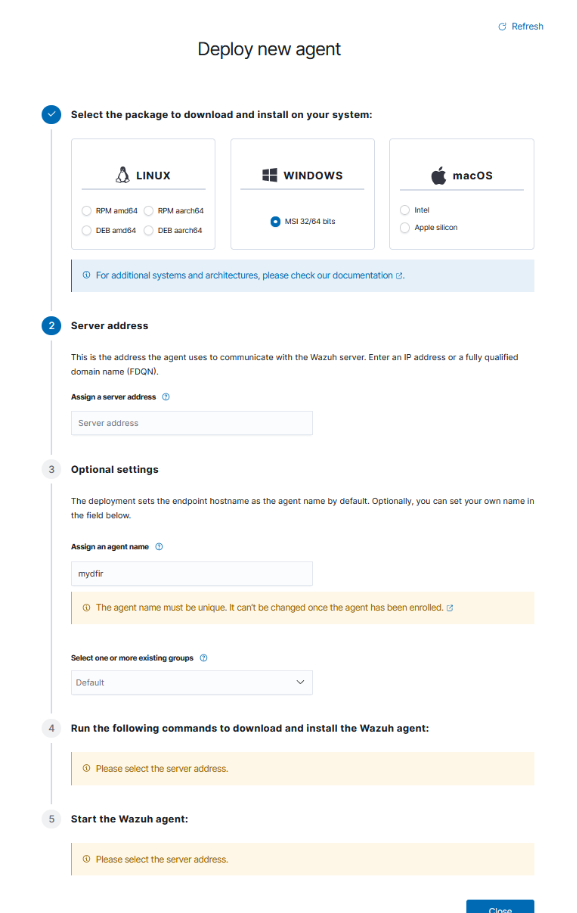 Refresh
Deploy new agent
Select the package to download and install on your system:
LINUX
RPM amd64 RPM aarch64
DEB amd64 DEB aarch64
WINDOWS
MSI 32/64 bits
macOS
Intel
Apple silicon
For additional systems and architectures, please check our documentation.
2 Server address
This is the address the agent uses to communicate with the Wazuh server. Enter an IP address or a fully qualified
domain name (FDQN).
Assign a server address
Server address
3 Optional settings
The deployment sets the endpoint hostname as the agent name by default. Optionally, you can set your own name in
the field below.
Assign an agent name
mydfir
The agent name must be unique. It can't be changed once the agent has been enrolled.
Select one or more existing groups
Default
4 Run the following commands to download and install the Wazuh agent:
Please select the server address.
5 Start the Wazuh agent:
Please select the server address.
Close